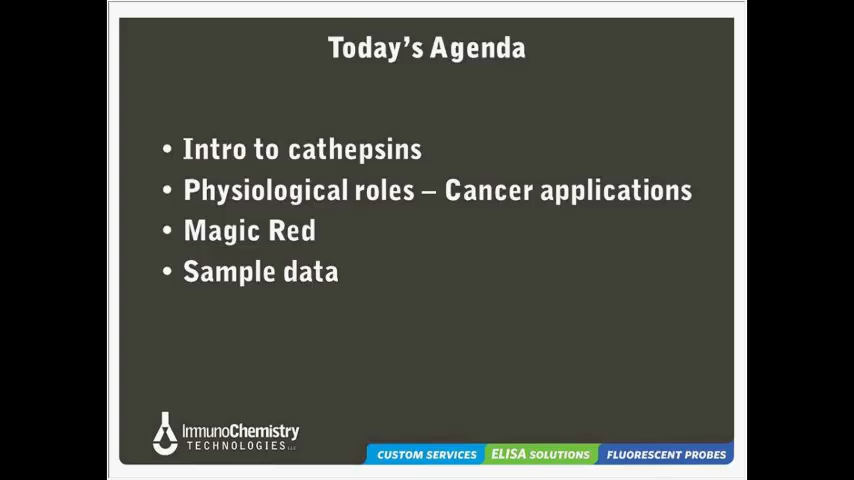 Today's Agenda
• Intro to cathepsins
• Physiological roles – Cancer applications
• Magic Red
• Sample data
ImmunoChemistry
TECHNOLOGIES LLC
CUSTOM SERVICES ELISA SOLUTIONS FLUORESCENT PROBES